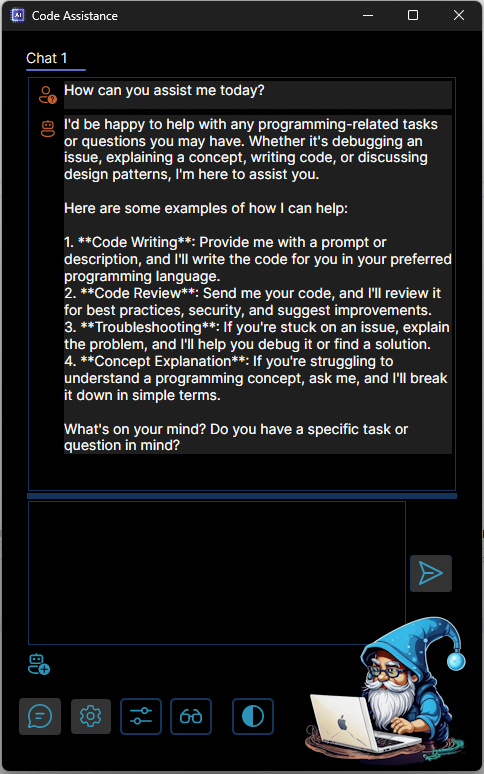 AI
Code Assistance
Chat 1
How can you assist me today?
I'd be happy to help with any programming-related tasks
or questions you may have. Whether it's debugging an
issue, explaining a concept, writing code, or discussing
design patterns, I'm here to assist you.
Here are some examples of how I can help:
1. **Code Writing**: Provide me with a prompt or
description, and I'll write the code for you in your preferred
programming language.
2. **Code Review**: Send me your code, and I'll review it
for best practices, security, and suggest improvements.
3. **Troubleshooting**: If you're stuck on an issue, explain
the problem, and I'll help you debug it or find a solution.
4. **Concept Explanation**: If you're struggling to
understand a programming concept, ask me, and I'll break
it down in simple terms.
What's on your mind? Do you have a specific task or
question in mind?